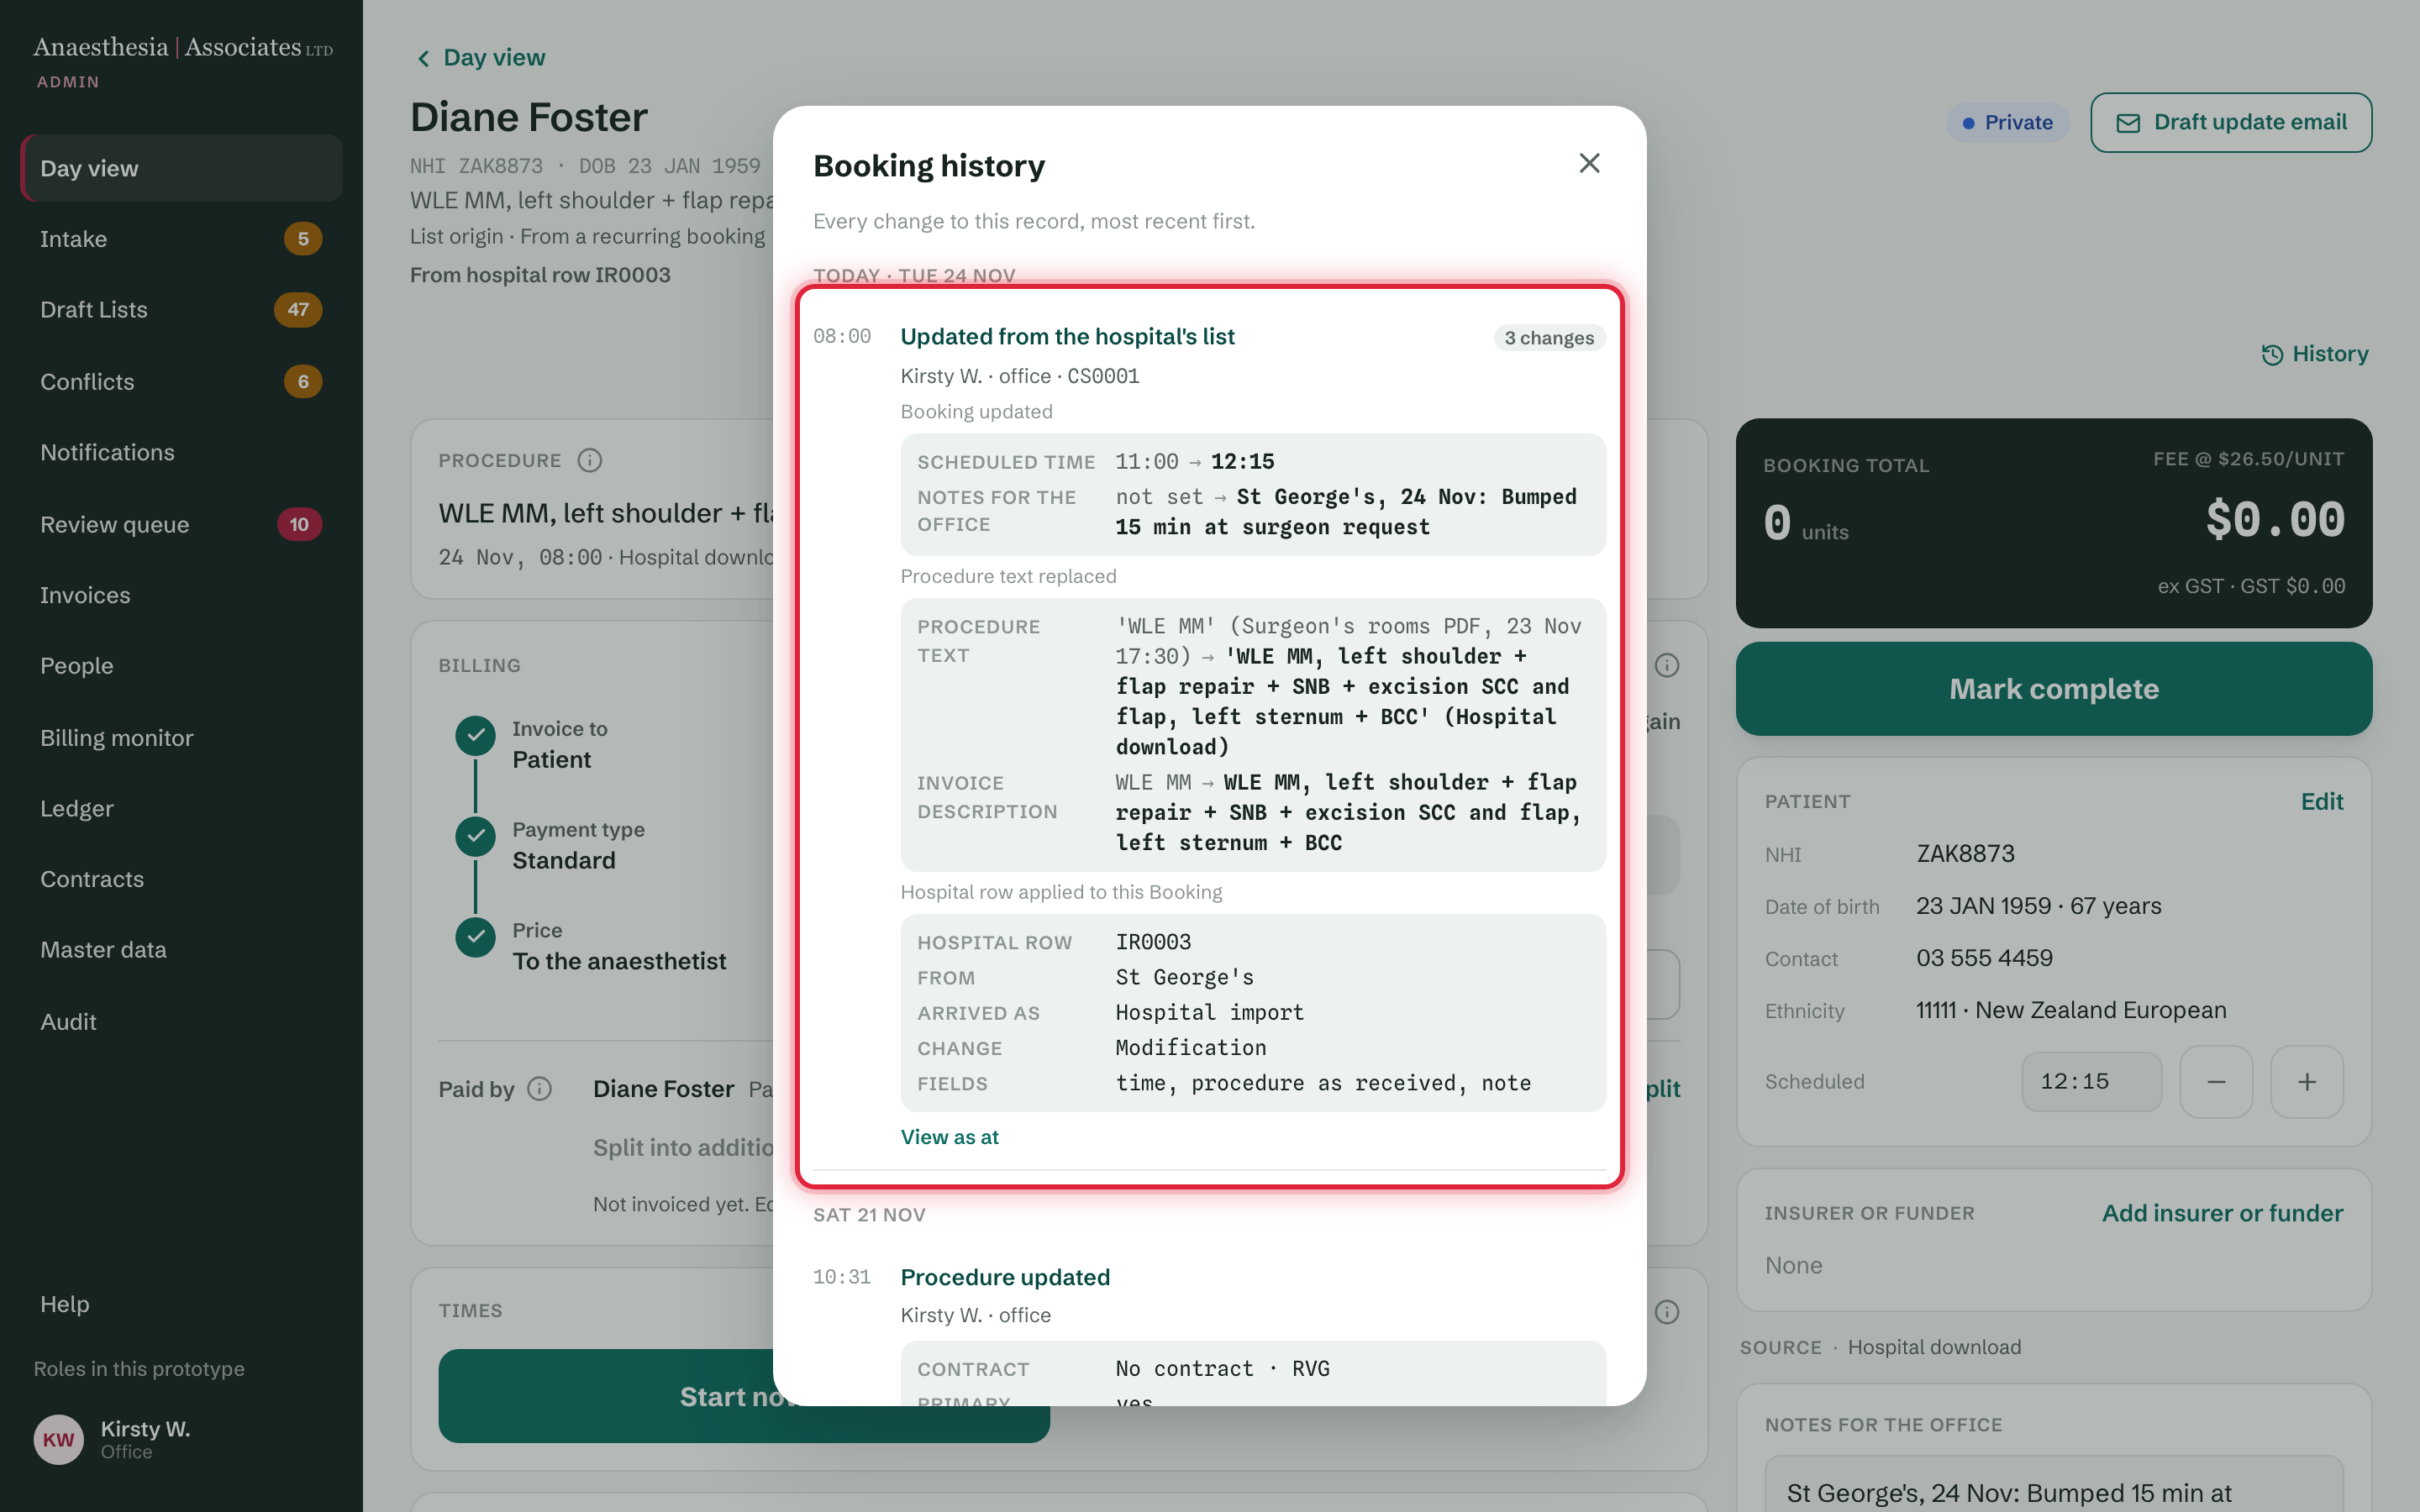 Anaesthesia | Associates LTD
ADMIN
Day view
Intake 5
Draft Lists 47
Conflicts 6
Notifications
Review queue 10
Invoices
People
Billing monitor
Ledger
Contracts
Master data
Audit
Help
Roles in this prototype
KW
Kirsty W.
Office
Day view
Diane Foster
NHI ZAK8873 · DOB 23 JAN 1959
WLE MM, left shoulder + flap repa
List origin · From a recurring booking
From hospital row IR0003
Private
Draft update email
History
PROCEDURE
WLE MM, left shoulder + fla
24 Nov, 08:00 · Hospital downlo
BILLING
Invoice to
Patient
Payment type
Standard
Price
To the anaesthetist
gain
Paid by
Diane Foster Pa
plit
Split into additio
Not invoiced yet. Ed
TIMES
Start now
Booking history
Every change to this record, most recent first.
TODAY · TUE 24 NOV
08:00
Updated from the hospital's list
3 changes
Kirsty W. · office · CS0001
Booking updated
SCHEDULED TIME 11:00 → 12:15
NOTES FOR THE OFFICE
not set → St George's, 24 Nov: Bumped
15 min at surgeon request
Procedure text replaced
PROCEDURE TEXT
'WLE MM' (Surgeon's rooms PDF, 23 Nov
17:30) → 'WLE MM, left shoulder +
flap repair + SNB + excision SCC and
flap, left sternum + BCC' (Hospital
download)
INVOICE DESCRIPTION
WLE MM → WLE MM, left shoulder + flap
repair + SNB + excision SCC and flap,
left sternum + BCC
Hospital row applied to this Booking
HOSPITAL ROW IR0003
FROM St George's
ARRIVED AS Hospital import
CHANGE Modification
FIELDS time, procedure as received, note
View as at
SAT 21 NOV
10:31
Procedure updated
Kirsty W. · office
CONTRACT No contract · RVG
PRIMARY yes
BOOKING TOTAL
FEE @ $26.50/UNIT
0 units
$0.00
ex GST · GST $0.00
Mark complete
PATIENT
Edit
NHI ZAK8873
Date of birth 23 JAN 1959 · 67 years
Contact 03 555 4459
Ethnicity 11111 · New Zealand European
Scheduled 12:15 − +
INSURER OR FUNDER
Add insurer or funder
None
SOURCE · Hospital download
NOTES FOR THE OFFICE
St George's, 24 Nov: Bumped 15 min at